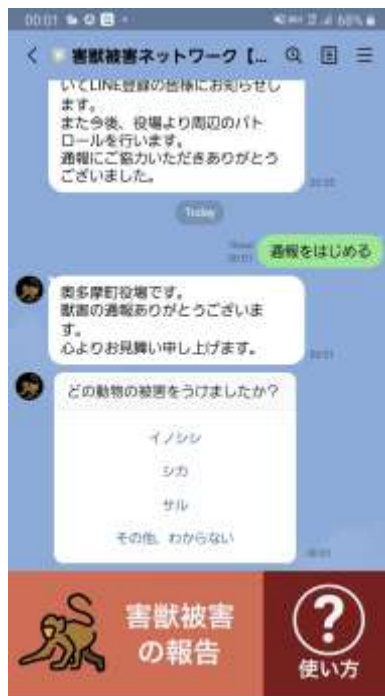 00:01
60%
害獣被害ネットワーク【...
いてLINE登録の皆様にお知らせし
ます。
また今後、役場より周辺のパト
ロールを行います。
通報にご協力いただきありがとう
ございました。
Today
通報をはじめる
奥多摩町役場です。
獣害の通報ありがとうございま
す。
心よりお見舞い申し上げます。
どの動物の被害をうけましたか？
イノシシ
シカ
サル
その他、わからない
害獣被害
の報告
?
使い方